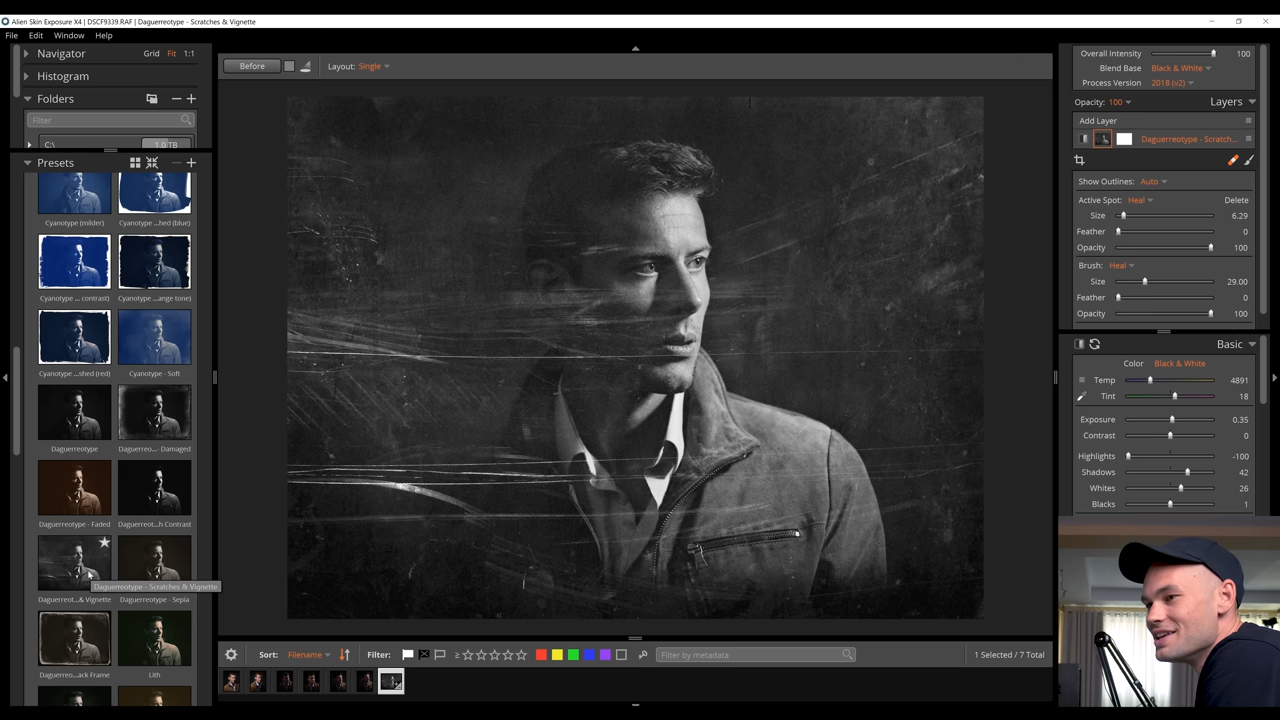 Alien Skin Exposure X4 | DSCF9339.RAF | Daguerreotype - Scratches & Vignette
File Edit Window Help
Navigator Grid Fit 1:1
Histogram
Folders
Filter
C:\ 1.0 TB
Presets
Cyanotype (milder) Cyanotype ...hed (blue)
Cyanotype ... contrast) Cyanotype ...ange tone)
Cyanotype ...shed (red) Cyanotype - Soft
Daguerreotype Daguerreo...- Damaged
Daguerreotype - Faded Daguerreot...h Contrast
Daguerreotype - Scratches & Vignette
Daguerreot...& Vignette Daguerreotype - Sepia
Daguerreo...ack Frame Lith
Before Layout: Single
Sort: Filename Filter: Filter by metadata 1 Selected / 7 Total
Overall Intensity 100
Blend Base Black & White
Process Version 2018 (v2)
Opacity: 100 Layers
Add Layer
Daguerreotype - Scratch...
Show Outlines: Auto
Active Spot: Heal Delete
Size 6.29
Feather 0
Opacity 100
Brush: Heal
Size 29.00
Feather 0
Opacity 100
Basic
Color Black & White
Temp 4891
Tint 18
Exposure 0.35
Contrast 0
Highlights -100
Shadows 42
Whites 26
Blacks 1